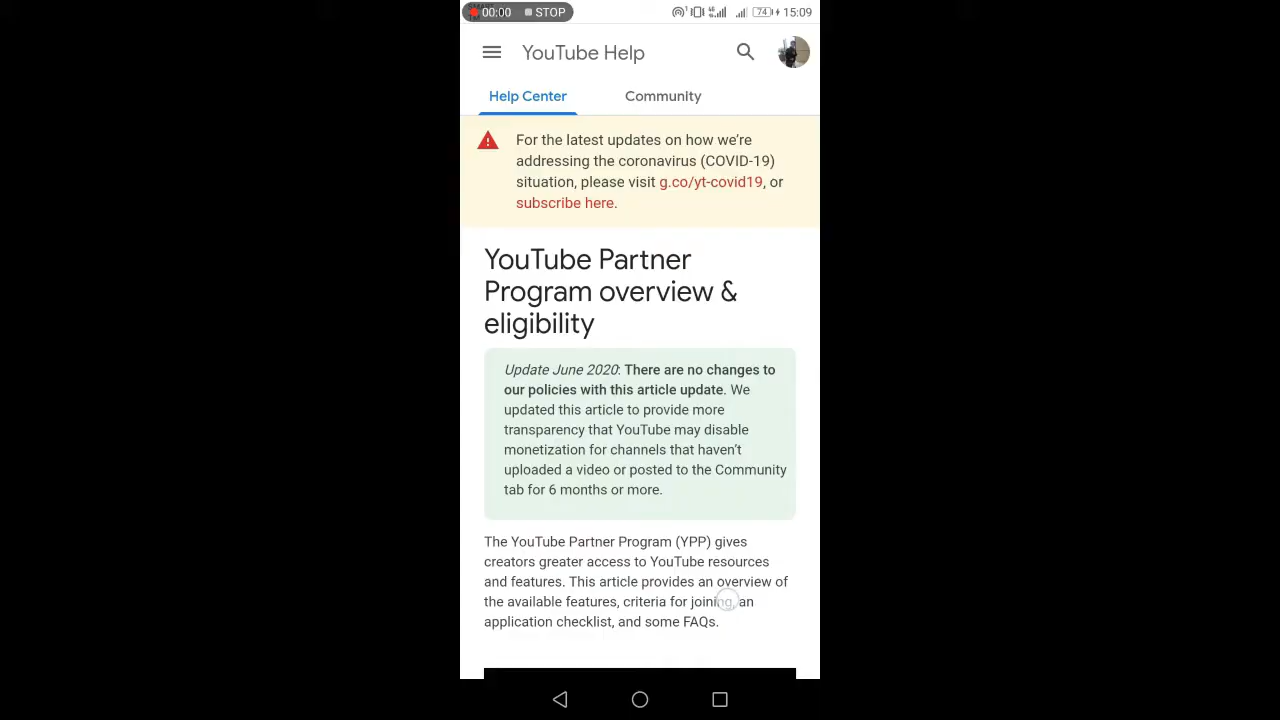 00:00 STOP 74 15:09
YouTube Help
Help Center Community
For the latest updates on how we’re
addressing the coronavirus (COVID-19)
situation, please visit g.co/yt-covid19, or
subscribe here.
YouTube Partner
Program overview &
eligibility
Update June 2020: There are no changes to
our policies with this article update. We
updated this article to provide more
transparency that YouTube may disable
monetization for channels that haven’t
uploaded a video or posted to the Community
tab for 6 months or more.
The YouTube Partner Program (YPP) gives
creators greater access to YouTube resources
and features. This article provides an overview of
the available features, criteria for joining, an
application checklist, and some FAQs.